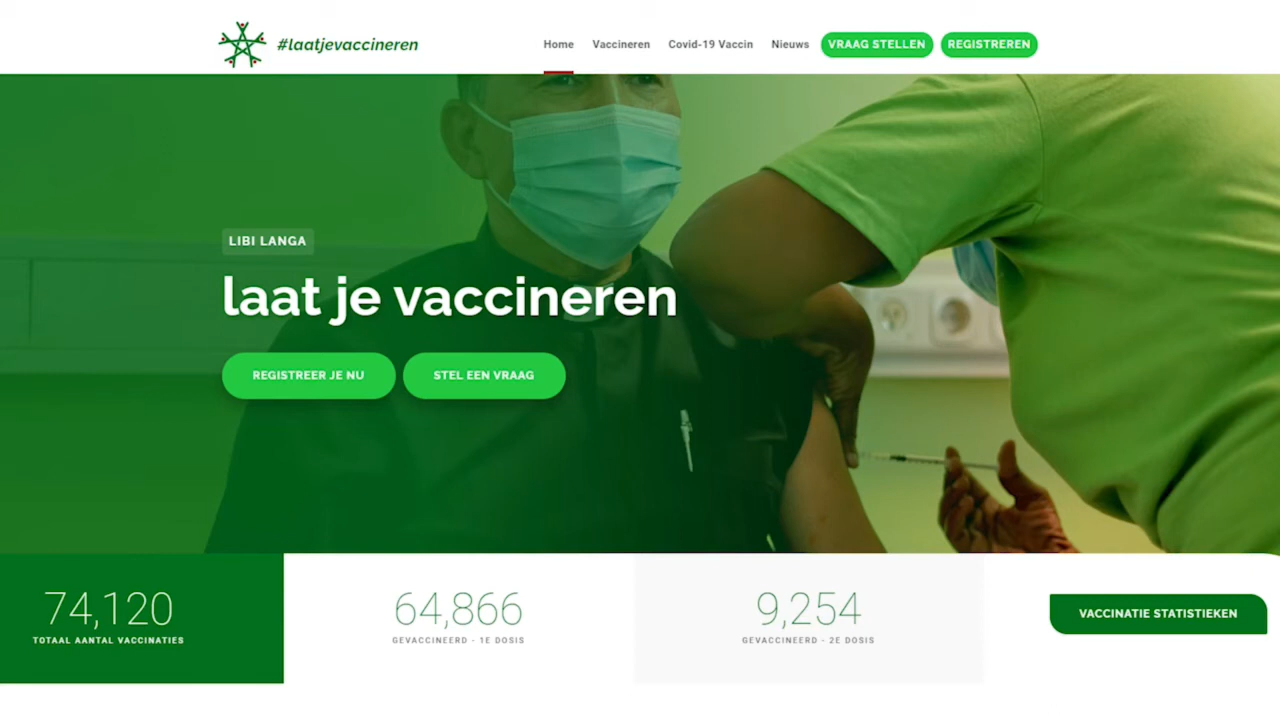 #laatjevaccineren
Home Vaccineren Covid-19 Vaccin Nieuws VRAAG STELLEN REGISTREREN
LIBI LANGA
laat je vaccineren
REGISTREER JE NU STEL EEN VRAAG
74,120 64,866 9,254
TOTAAL AANTAL VACCINATIES GEVACCINEERD - 1E DOSIS GEVACCINEERD - 2E DOSIS
VACCINATIE STATISTIEKEN